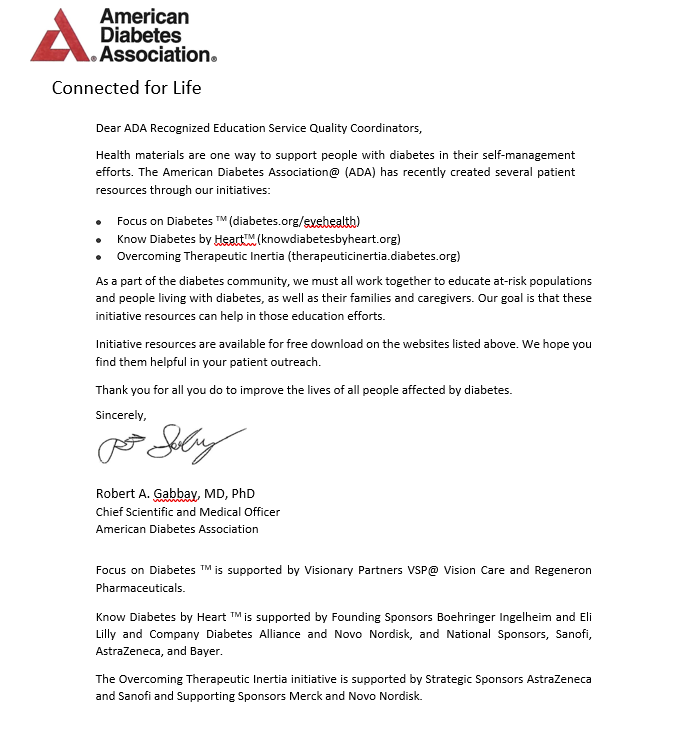 American
Diabetes
Association®
Connected for Life
Dear ADA Recognized Education Service Quality Coordinators,
Health materials are one way to support people with diabetes in their self-management
efforts. The American Diabetes Association@ (ADA) has recently created several patient
resources through our initiatives:
• Focus on Diabetes ™ (diabetes.org/eyehealth)
• Know Diabetes by Heart™ (knowdiabetesbyheart.org)
• Overcoming Therapeutic Inertia (therapeuticinertia.diabetes.org)
As a part of the diabetes community, we must all work together to educate at-risk populations
and people living with diabetes, as well as their families and caregivers. Our goal is that these
initiative resources can help in those education efforts.
Initiative resources are available for free download on the websites listed above. We hope you
find them helpful in your patient outreach.
Thank you for all you do to improve the lives of all people affected by diabetes.
Sincerely,
Robert A. Gabbay, MD, PhD
Chief Scientific and Medical Officer
American Diabetes Association
Focus on Diabetes ™ is supported by Visionary Partners VSP@ Vision Care and Regeneron
Pharmaceuticals.
Know Diabetes by Heart ™ is supported by Founding Sponsors Boehringer Ingelheim and Eli
Lilly and Company Diabetes Alliance and Novo Nordisk, and National Sponsors, Sanofi,
AstraZeneca, and Bayer.
The Overcoming Therapeutic Inertia initiative is supported by Strategic Sponsors AstraZeneca
and Sanofi and Supporting Sponsors Merck and Novo Nordisk.